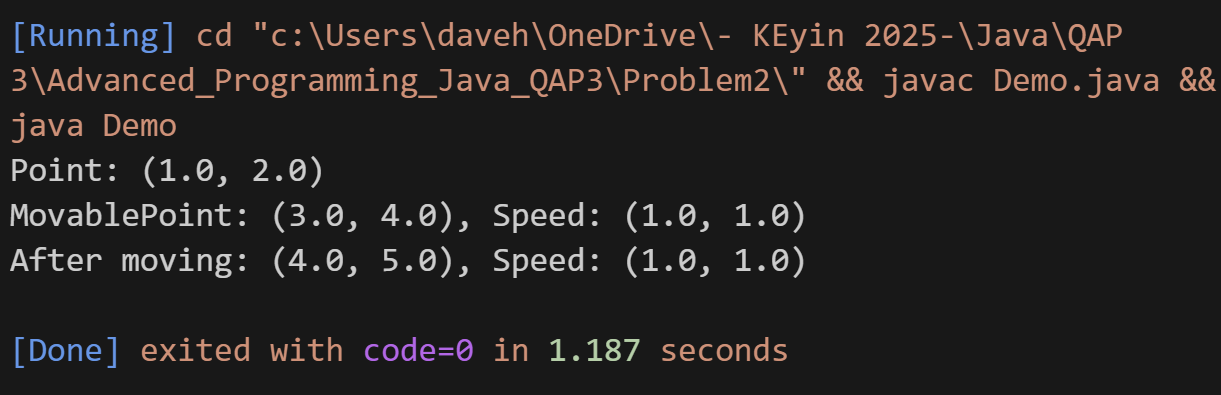 [Running] cd "c:\Users\daveh\OneDrive\- KEyin 2025-\Java\QAP
3\Advanced_Programming_Java_QAP3\Problem2\" && javac Demo.java &&
java Demo
Point: (1.0, 2.0)
MovablePoint: (3.0, 4.0), Speed: (1.0, 1.0)
After moving: (4.0, 5.0), Speed: (1.0, 1.0)
[Done] exited with code=0 in 1.187 seconds